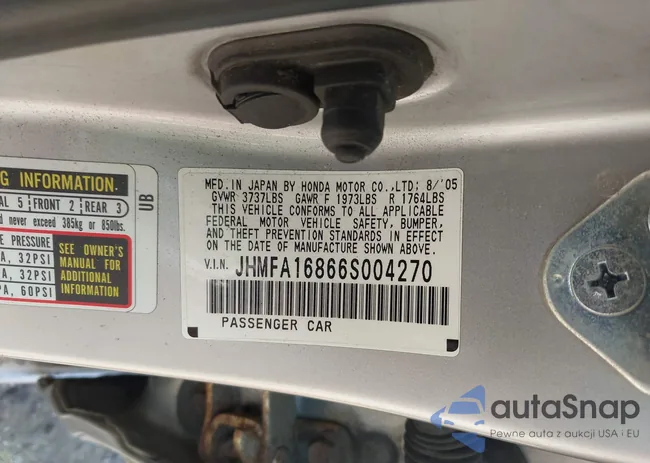 G INFORMATION.
AL 5 FRONT 2 REAR 3
never exceed 385kg or 850lbs.
PRESSURE
A, 32PSI
A, 32PSI
PA, 60PSI
SEE OWNER'S
MANUAL FOR
ADDITIONAL
INFORMATION
UB
MFD. IN JAPAN BY HONDA MOTOR CO.,LTD; 8/'05
GVWR 3737LBS GAWR F 1973LBS R 1764LBS
THIS VEHICLE CONFORMS TO ALL APPLICABLE
FEDERAL MOTOR VEHICLE SAFETY, BUMPER,
AND THEFT PREVENTION STANDARDS IN EFFECT
ON THE DATE OF MANUFACTURE SHOWN ABOVE.
V.I.N. JHMFA16866S004270
PASSENGER CAR
autoSnap
Pewne auta z aukcji USA i EU